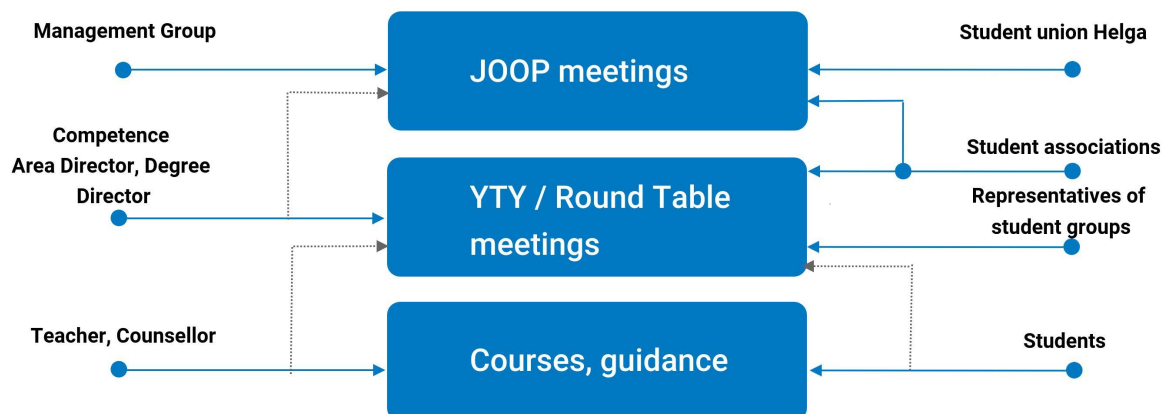 Management Group
JOOP meetings
Student union Helga
Competence
Area Director, Degree
Director
Student associations
YTY / Round Table
meetings
Representatives of
student groups
Teacher, Counsellor
Courses, guidance
Students